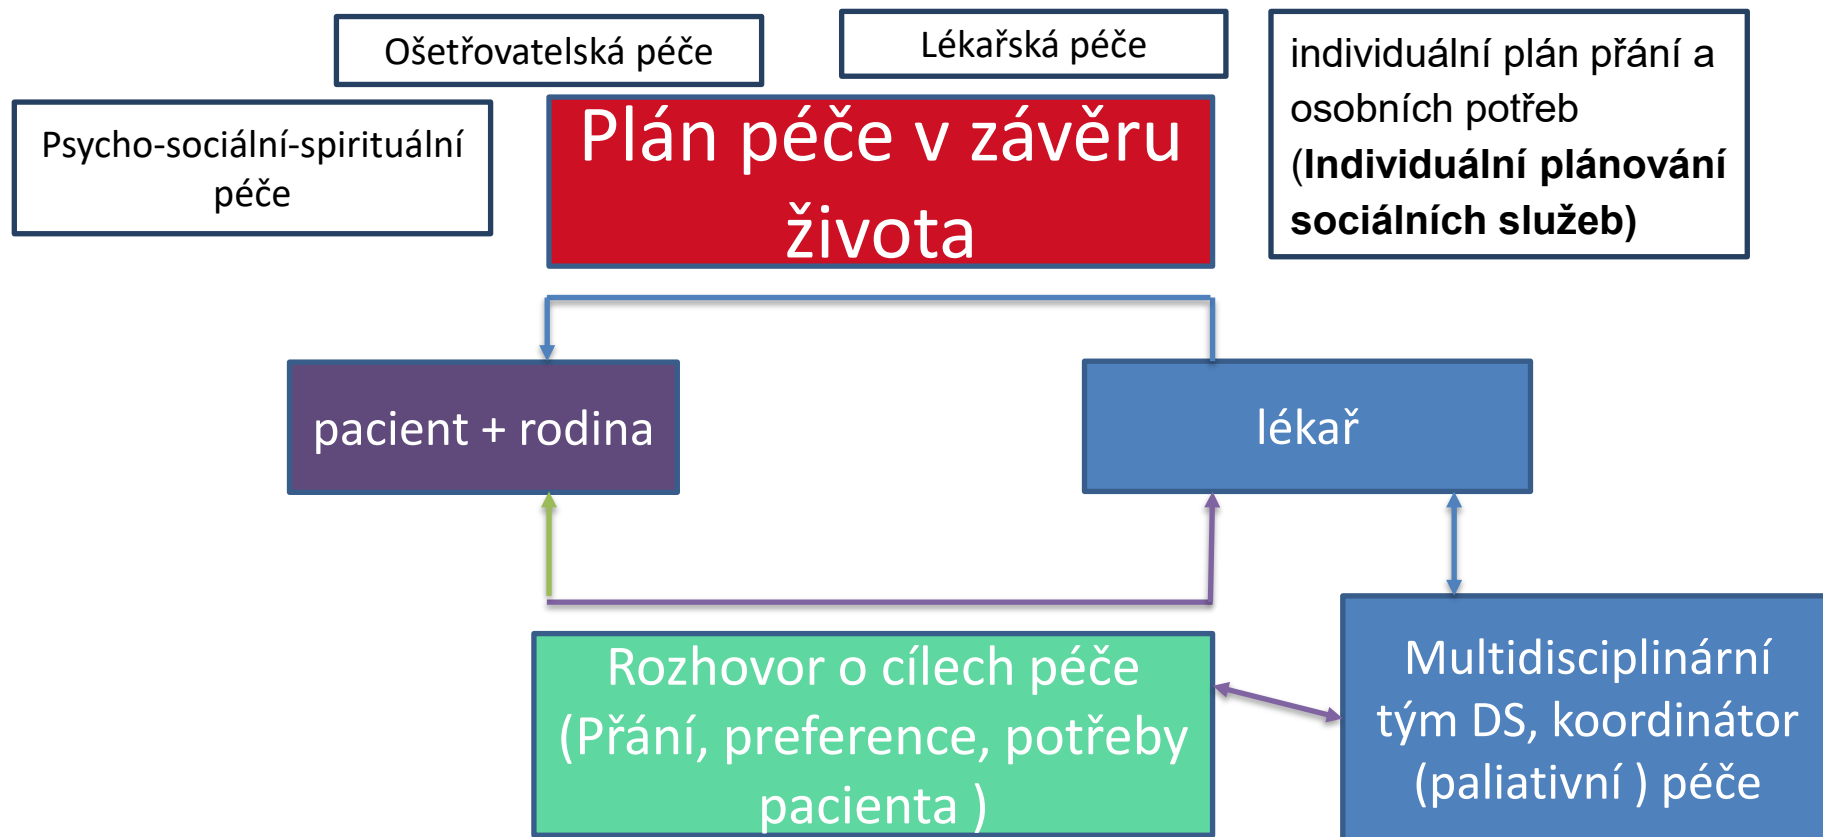 Ošetřovatelská péče
Lékařská péče
individuální plán přání a
osobních potřeb
(Individuální plánování
sociálních služeb)
Psycho-sociální-spirituální
péče
Plán péče v závěru
života
pacient + rodina
lékař
Rozhovor o cílech péče
(Přání, preference, potřeby
pacienta )
Multidisciplinární
tým DS, koordinátor
(paliativní ) péče